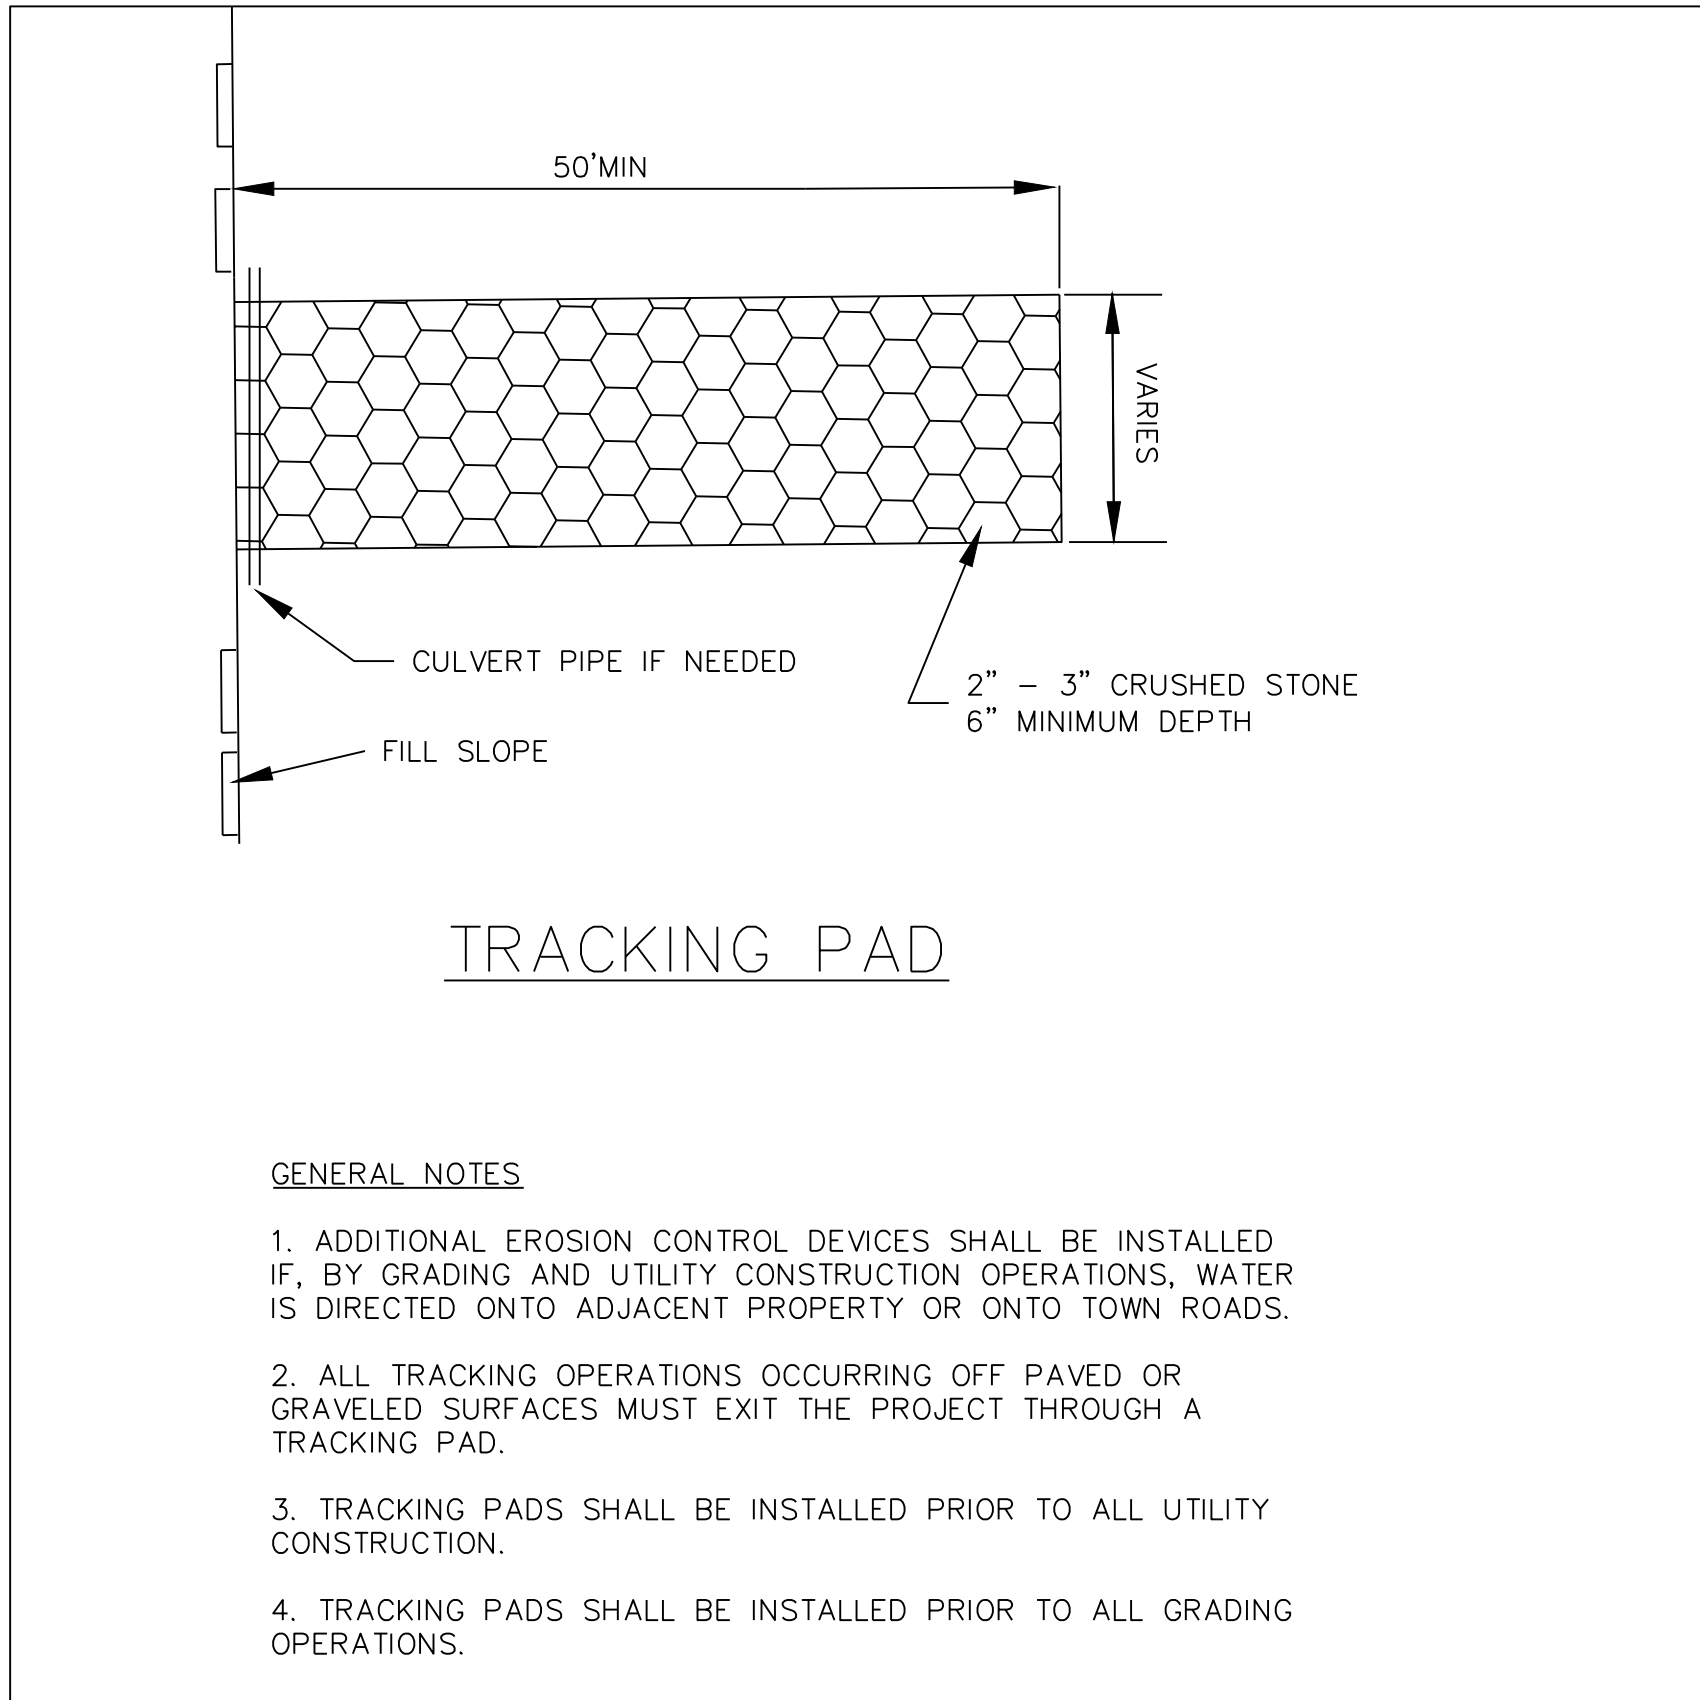 50'MIN
VARIES
CULVERT PIPE IF NEEDED
2" – 3" CRUSHED STONE
6" MINIMUM DEPTH
FILL SLOPE
TRACKING PAD
GENERAL NOTES
1. ADDITIONAL EROSION CONTROL DEVICES SHALL BE INSTALLED
IF, BY GRADING AND UTILITY CONSTRUCTION OPERATIONS, WATER
IS DIRECTED ONTO ADJACENT PROPERTY OR ONTO TOWN ROADS.
2. ALL TRACKING OPERATIONS OCCURRING OFF PAVED OR
GRAVELED SURFACES MUST EXIT THE PROJECT THROUGH A
TRACKING PAD.
3. TRACKING PADS SHALL BE INSTALLED PRIOR TO ALL UTILITY
CONSTRUCTION.
4. TRACKING PADS SHALL BE INSTALLED PRIOR TO ALL GRADING
OPERATIONS.